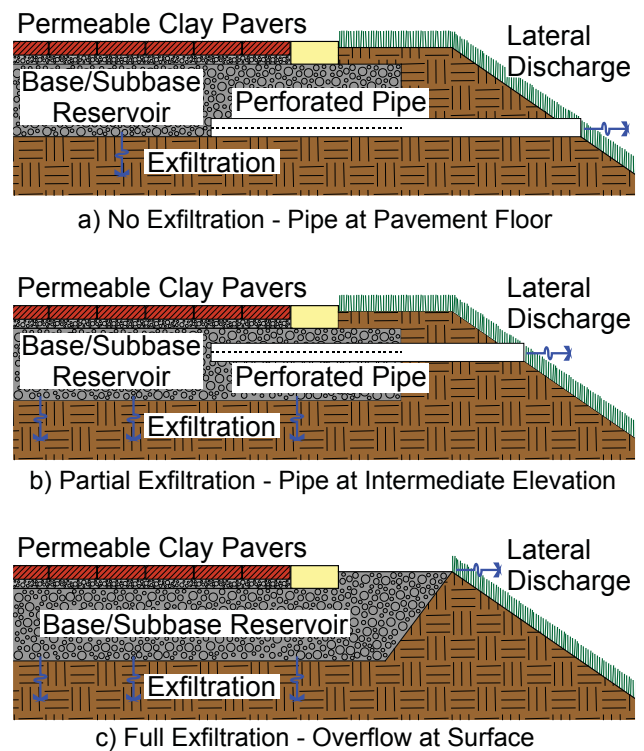 Permeable Clay Pavers
Lateral
Discharge
Base/Subbase
Reservoir
Perforated Pipe
Exfiltration
a) No Exfiltration - Pipe at Pavement Floor
Permeable Clay Pavers
Lateral
Discharge
Base/Subbase
Reservoir
Perforated Pipe
Exfiltration
b) Partial Exfiltration - Pipe at Intermediate Elevation
Permeable Clay Pavers
Lateral
Discharge
Base/Subbase Reservoir
Exfiltration
c) Full Exfiltration - Overflow at Surface